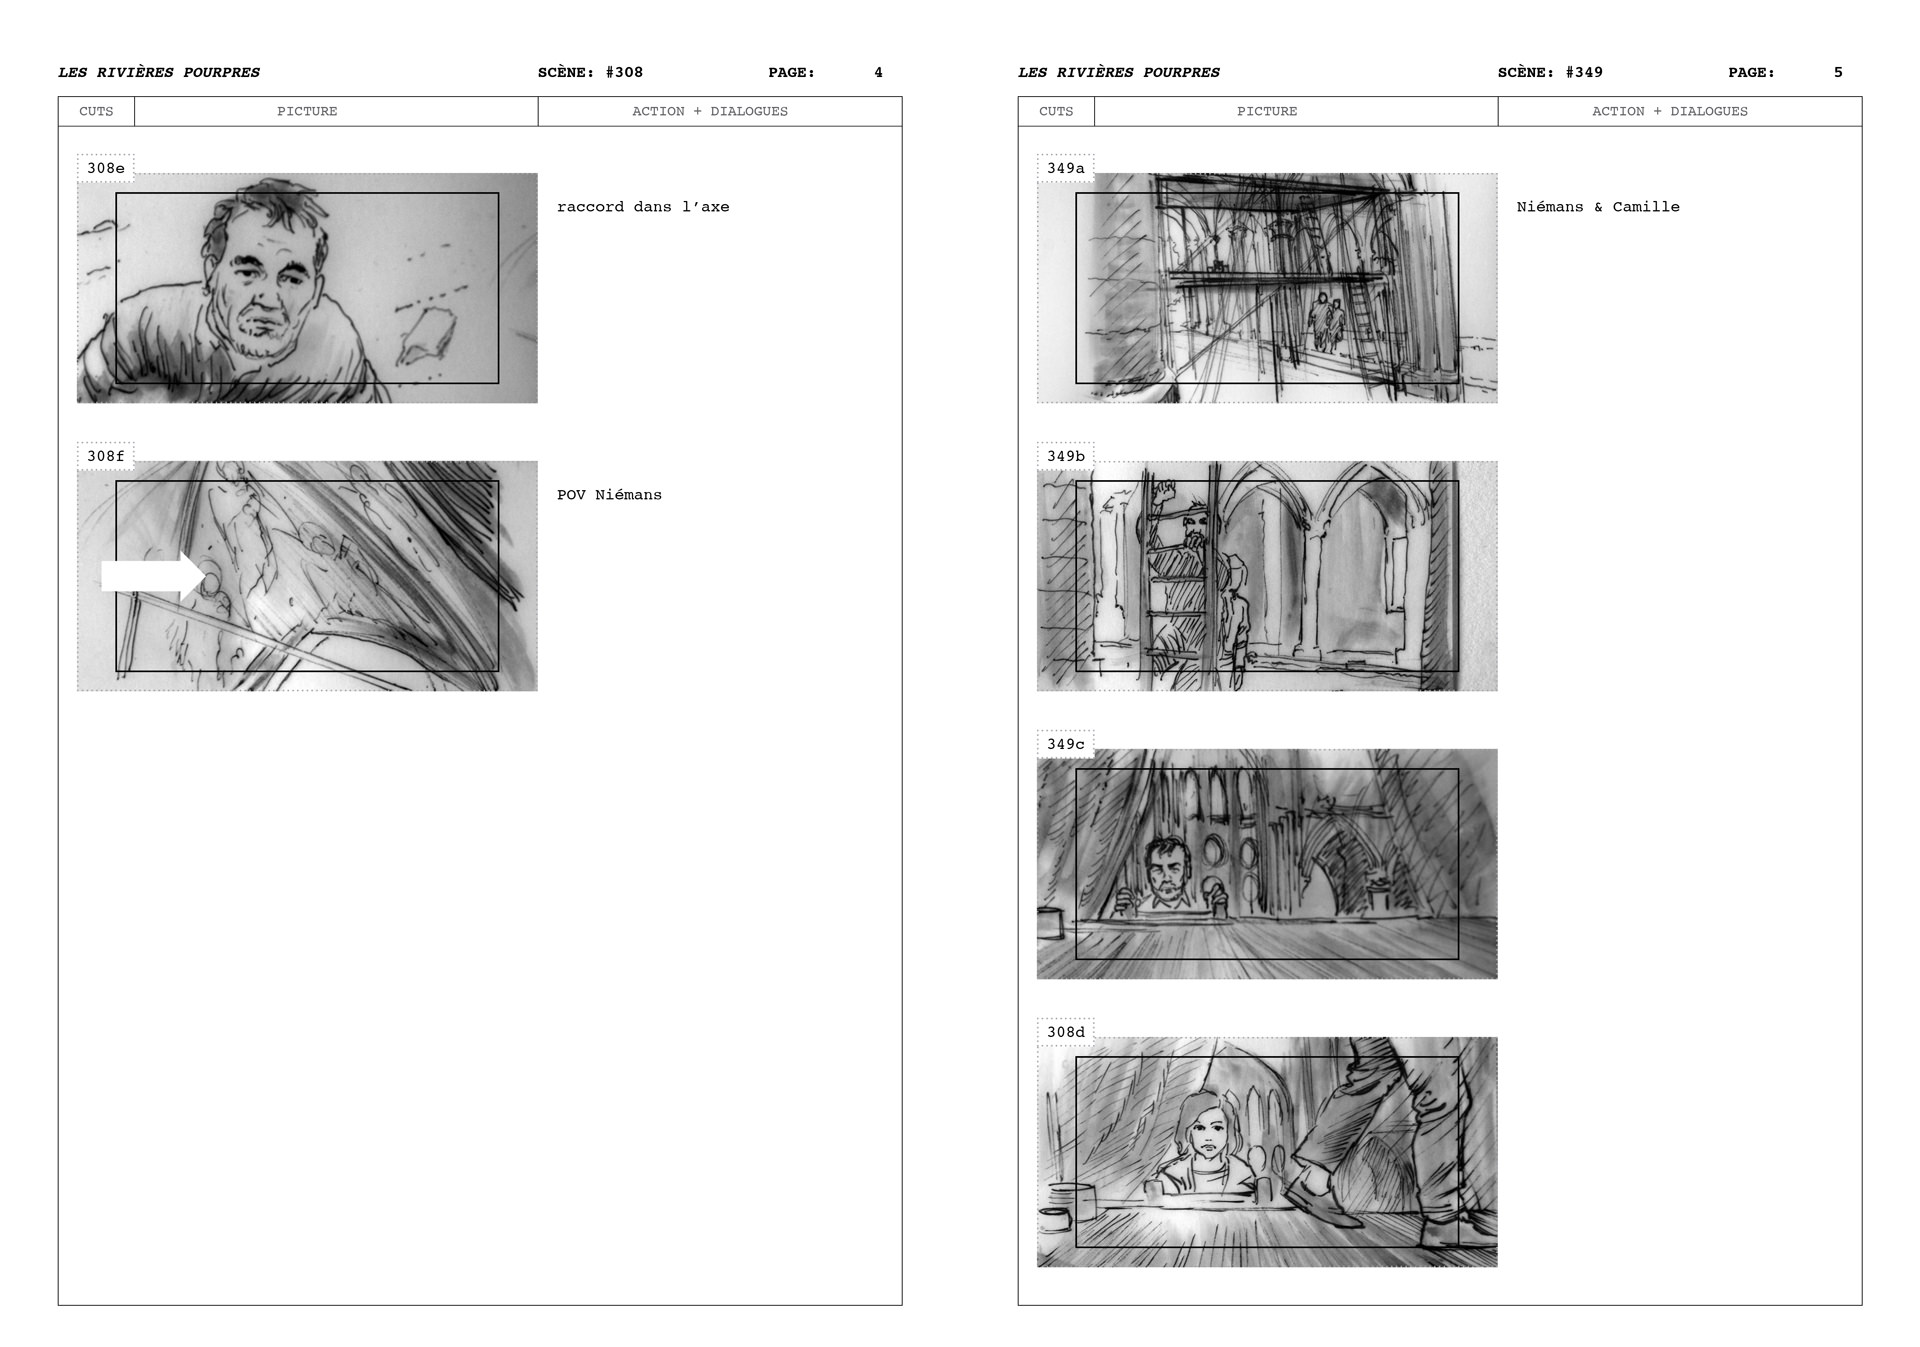 LES RIVIÈRES POURPRES SCÈNE: #308 PAGE: 4
CUTS PICTURE ACTION + DIALOGUES
308e
raccord dans l’axe
308f
POV Niémans
LES RIVIÈRES POURPRES SCÈNE: #349 PAGE: 5
CUTS PICTURE ACTION + DIALOGUES
349a
Niémans & Camille
349b
349c
308d